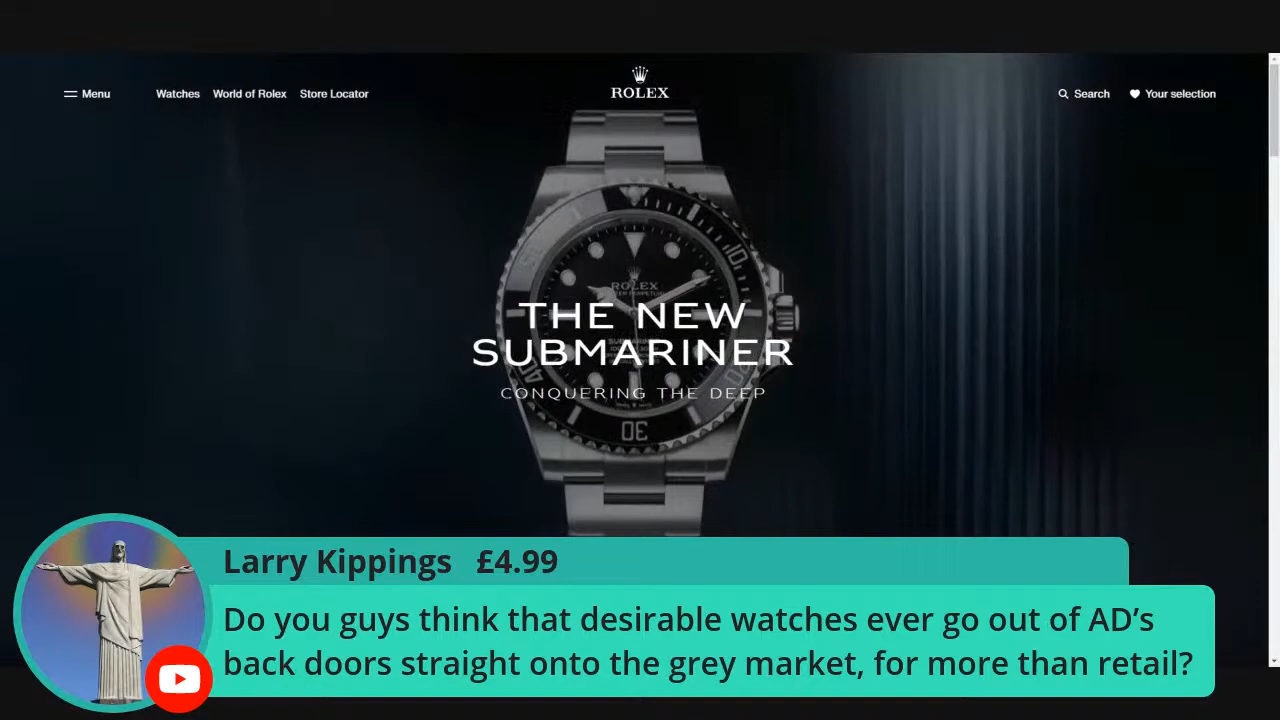 Menu
Watches
World of Rolex
Store Locator
ROLEX
Search
Your selection
ROLEX
THE NEW
SUBMARINER
CONQUERING THE DEEP
Larry Kippings £4.99
Do you guys think that desirable watches ever go out of AD's
back doors straight onto the grey market, for more than retail?